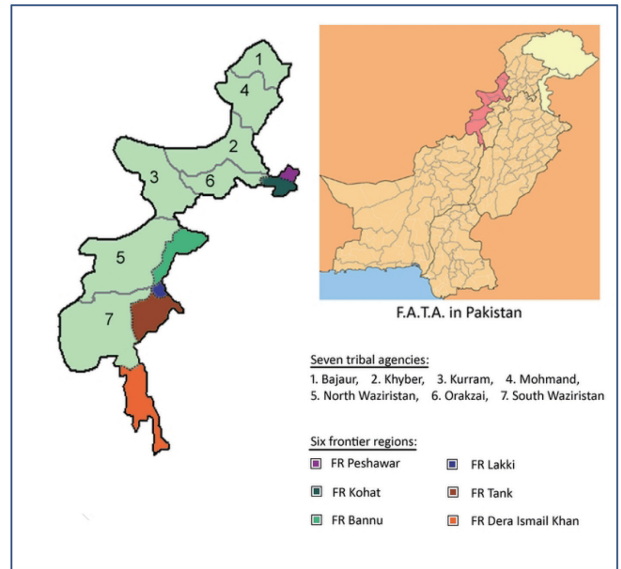 1
4
2
3
6
5
7
F.A.T.A. in Pakistan
Seven tribal agencies:
1. Bajaur, 2. Khyber, 3. Kurram, 4. Mohmand,
5. North Waziristan, 6. Orakzai, 7. South Waziristan
Six frontier regions:
FR Peshawar
FR Lakki
FR Kohat
FR Tank
FR Bannu
FR Dera Ismail Khan